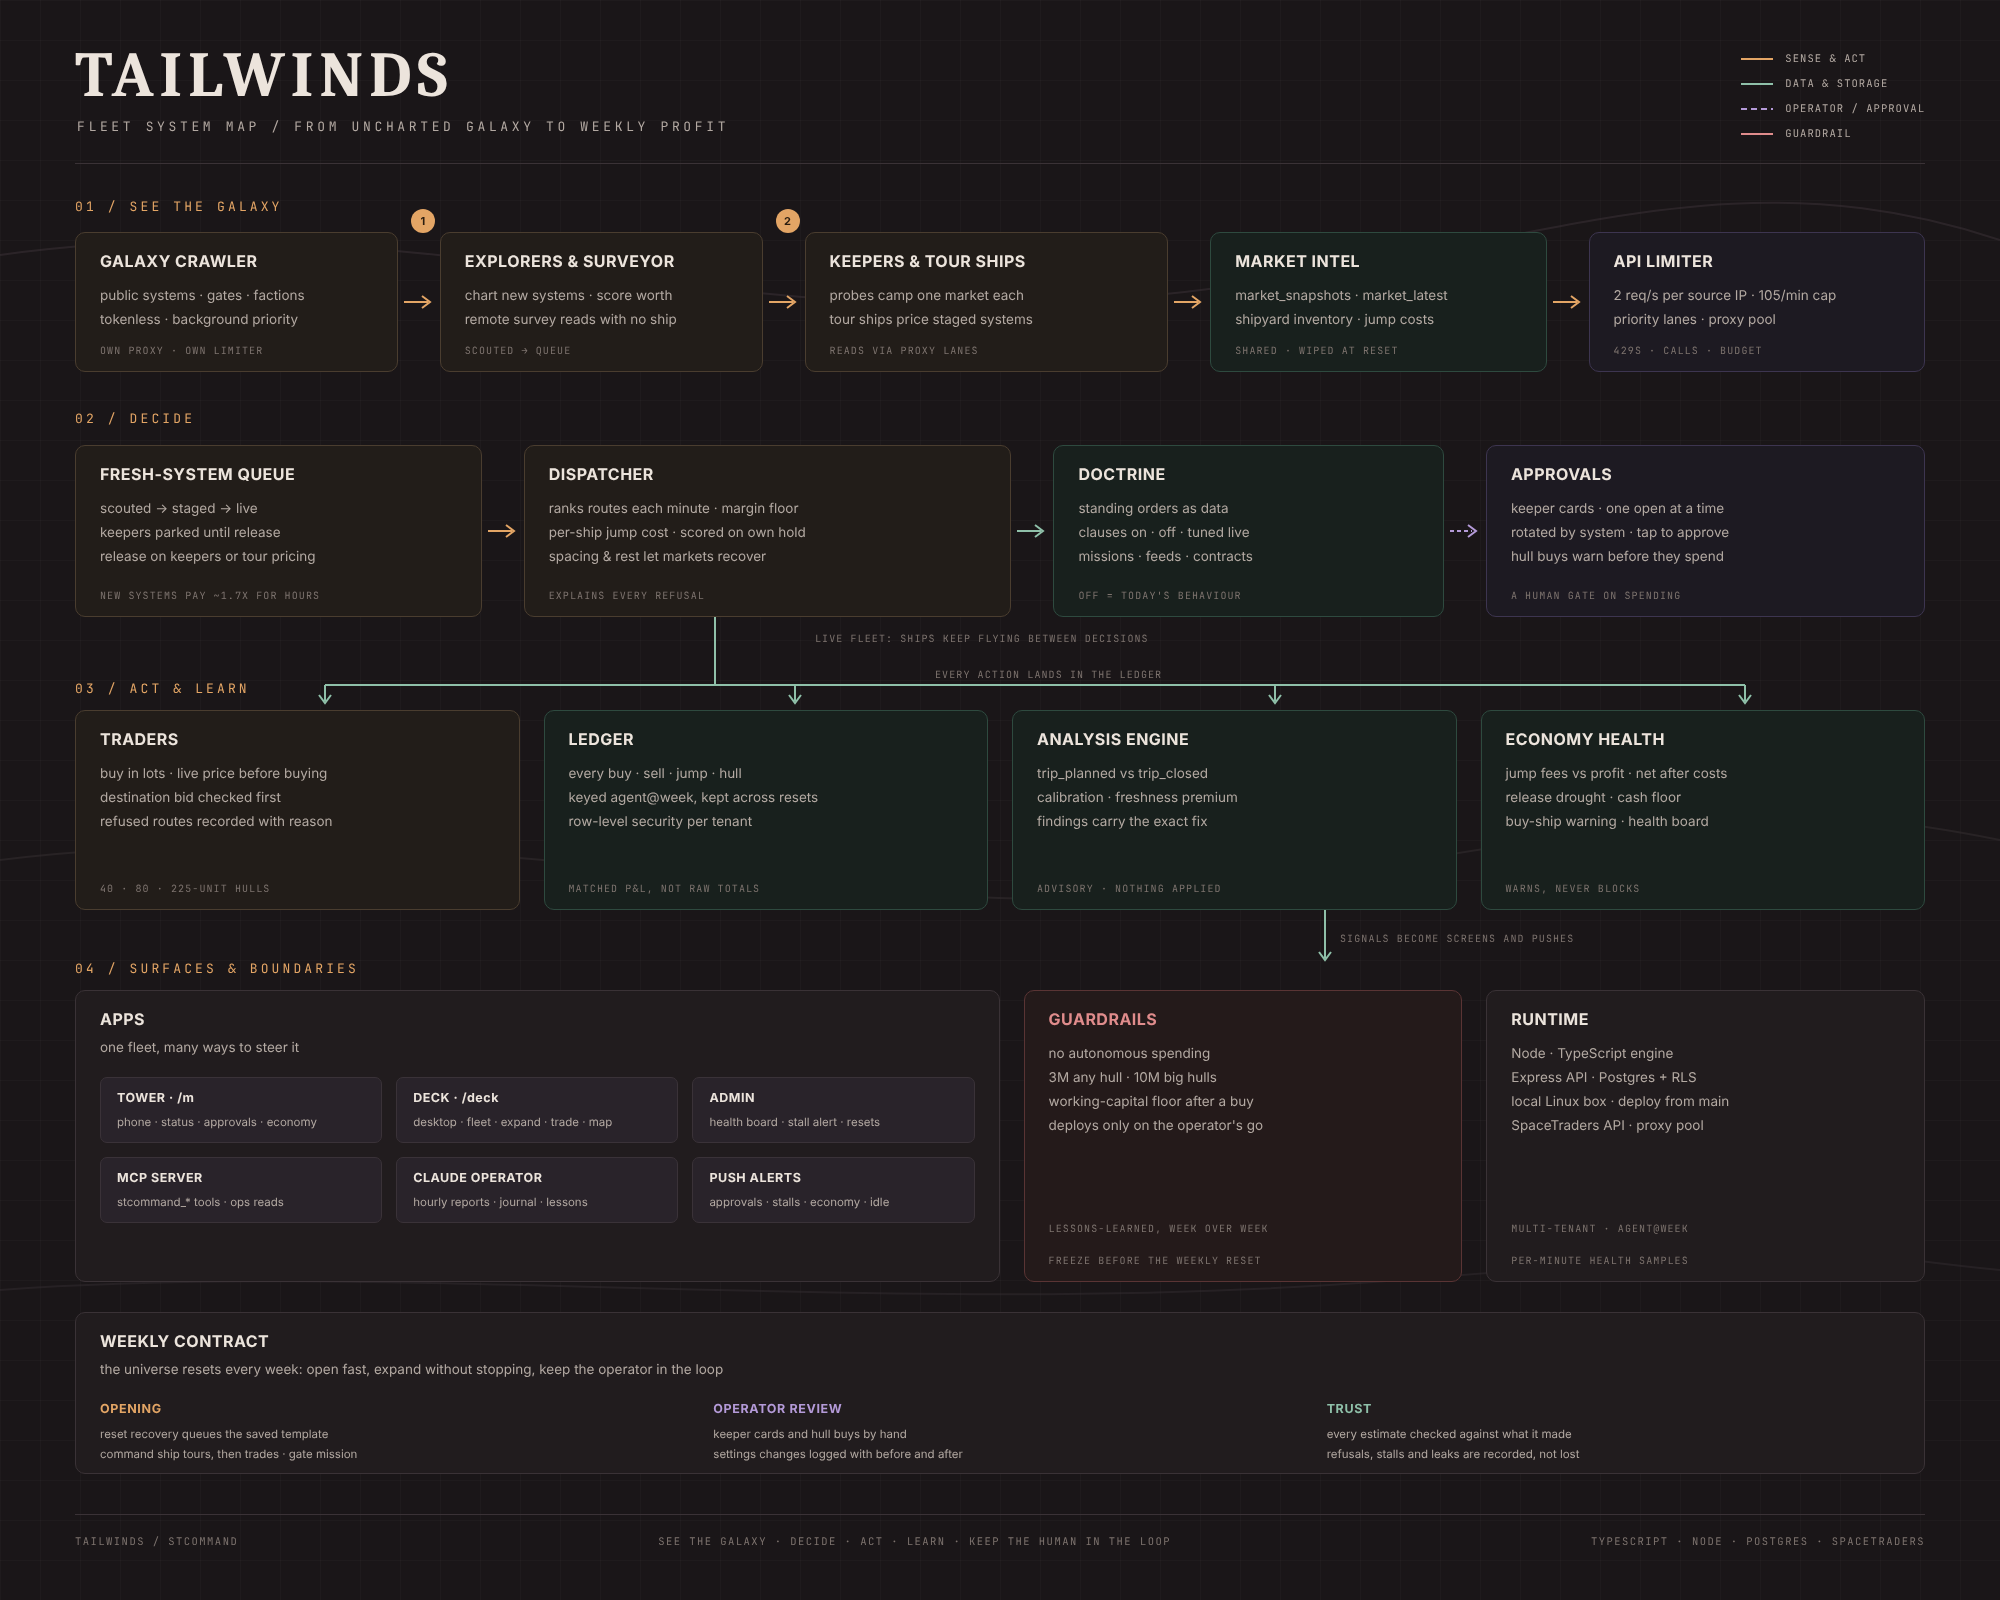 TAILWINDS
FLEET SYSTEM MAP / FROM UNCHARTED GALAXY TO WEEKLY PROFIT
SENSE & ACT
DATA & STORAGE
OPERATOR / APPROVAL
GUARDRAIL
01 / SEE THE GALAXY
1
2
GALAXY CRAWLER
public systems · gates · factions
tokenless · background priority
OWN PROXY · OWN LIMITER
EXPLORERS & SURVEYOR
chart new systems · score worth
remote survey reads with no ship
SCOUTED → QUEUE
KEEPERS & TOUR SHIPS
probes camp one market each
tour ships price staged systems
READS VIA PROXY LANES
MARKET INTEL
market_snapshots · market_latest
shipyard inventory · jump costs
SHARED · WIPED AT RESET
API LIMITER
2 req/s per source IP · 105/min cap
priority lanes · proxy pool
429S · CALLS · BUDGET
02 / DECIDE
FRESH-SYSTEM QUEUE
scouted → staged → live
keepers parked until release
release on keepers or tour pricing
NEW SYSTEMS PAY ~1.7X FOR HOURS
DISPATCHER
ranks routes each minute · margin floor
per-ship jump cost · scored on own hold
spacing & rest let markets recover
EXPLAINS EVERY REFUSAL
DOCTRINE
standing orders as data
clauses on · off · tuned live
missions · feeds · contracts
OFF = TODAY'S BEHAVIOUR
APPROVALS
keeper cards · one open at a time
rotated by system · tap to approve
hull buys warn before they spend
A HUMAN GATE ON SPENDING
LIVE FLEET: SHIPS KEEP FLYING BETWEEN DECISIONS
EVERY ACTION LANDS IN THE LEDGER
03 / ACT & LEARN
TRADERS
buy in lots · live price before buying
destination bid checked first
refused routes recorded with reason
40 · 80 · 225-UNIT HULLS
LEDGER
every buy · sell · jump · hull
keyed agent@week, kept across resets
row-level security per tenant
MATCHED P&L, NOT RAW TOTALS
ANALYSIS ENGINE
trip_planned vs trip_closed
calibration · freshness premium
findings carry the exact fix
ADVISORY · NOTHING APPLIED
ECONOMY HEALTH
jump fees vs profit · net after costs
release drought · cash floor
buy-ship warning · health board
WARNS, NEVER BLOCKS
SIGNALS BECOME SCREENS AND PUSHES
04 / SURFACES & BOUNDARIES
APPS
one fleet, many ways to steer it
TOWER · /m
phone · status · approvals · economy
DECK · /deck
desktop · fleet · expand · trade · map
ADMIN
health board · stall alert · resets
MCP SERVER
stcommand_* tools · ops reads
CLAUDE OPERATOR
hourly reports · journal · lessons
PUSH ALERTS
approvals · stalls · economy · idle
GUARDRAILS
no autonomous spending
3M any hull · 10M big hulls
working-capital floor after a buy
deploys only on the operator's go
LESSONS-LEARNED, WEEK OVER WEEK
FREEZE BEFORE THE WEEKLY RESET
RUNTIME
Node · TypeScript engine
Express API · Postgres + RLS
local Linux box · deploy from main
SpaceTraders API · proxy pool
MULTI-TENANT · AGENT@WEEK
PER-MINUTE HEALTH SAMPLES
WEEKLY CONTRACT
the universe resets every week: open fast, expand without stopping, keep the operator in the loop
OPENING
reset recovery queues the saved template
command ship tours, then trades · gate mission
OPERATOR REVIEW
keeper cards and hull buys by hand
settings changes logged with before and after
TRUST
every estimate checked against what it made
refusals, stalls and leaks are recorded, not lost
TAILWINDS / STCOMMAND
SEE THE GALAXY · DECIDE · ACT · LEARN · KEEP THE HUMAN IN THE LOOP
TYPESCRIPT · NODE · POSTGRES · SPACETRADERS